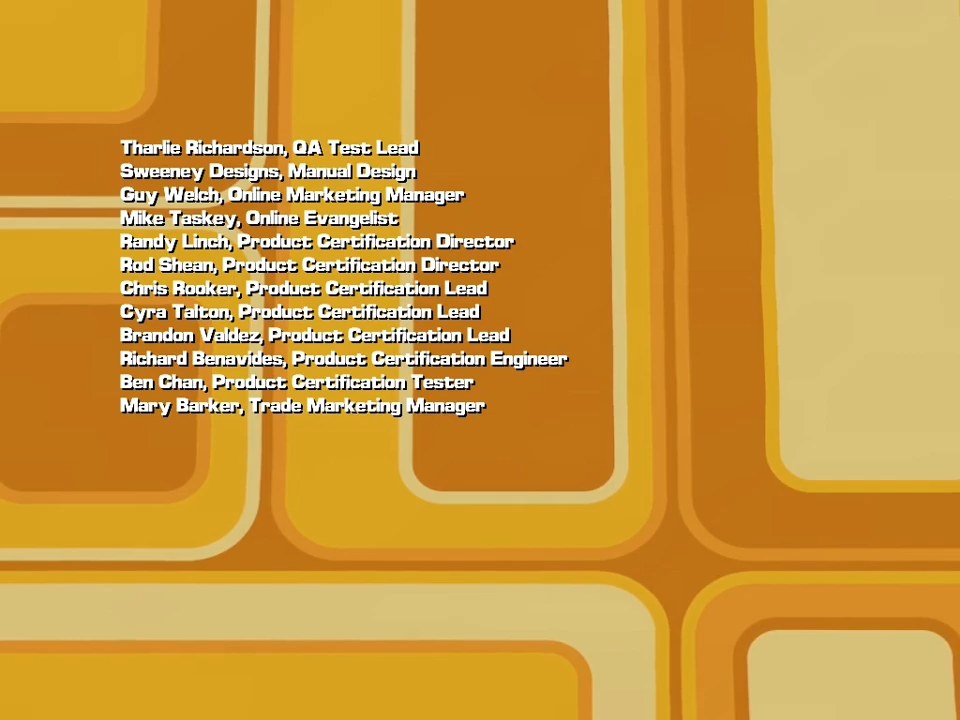 Tharlie Richardson, QA Test Lead
Sweeney Designs, Manual Design
Guy Welch, Online Marketing Manager
Mike Taskey, Online Evangelist
Randy Linch, Product Certification Director
Rod Shean, Product Certification Director
Chris Rooker, Product Certification Lead
Cyra Talton, Product Certification Lead
Brandon Valdez, Product Certification Lead
Richard Benavides, Product Certification Engineer
Ben Chan, Product Certification Tester
Mary Barker, Trade Marketing Manager